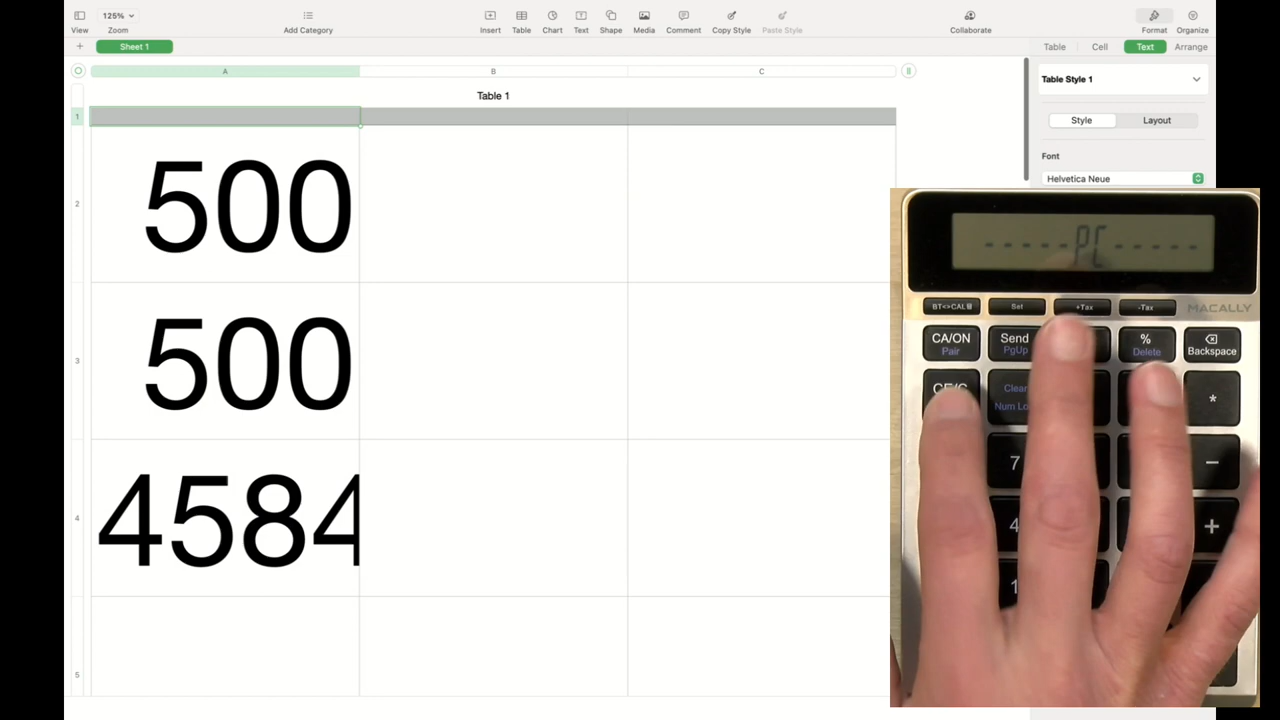 125%
View Zoom Add Category Insert Table Chart Text Shape Media Comment Copy Style Paste Style Collaborate Format Organize
+ Sheet 1 Table Cell Text Arrange
A B C
Table 1
Table Style 1
Style Layout
Font
Helvetica Neue
1
2 500
3 500
4 4584
5
-----PC-----
BT<>CAL Set +Tax -Tax MACALLY
CA/ON Send % Backspace
Pair PgUp Delete
CE/C Clear *
Num Lo
7 −
4 +
1